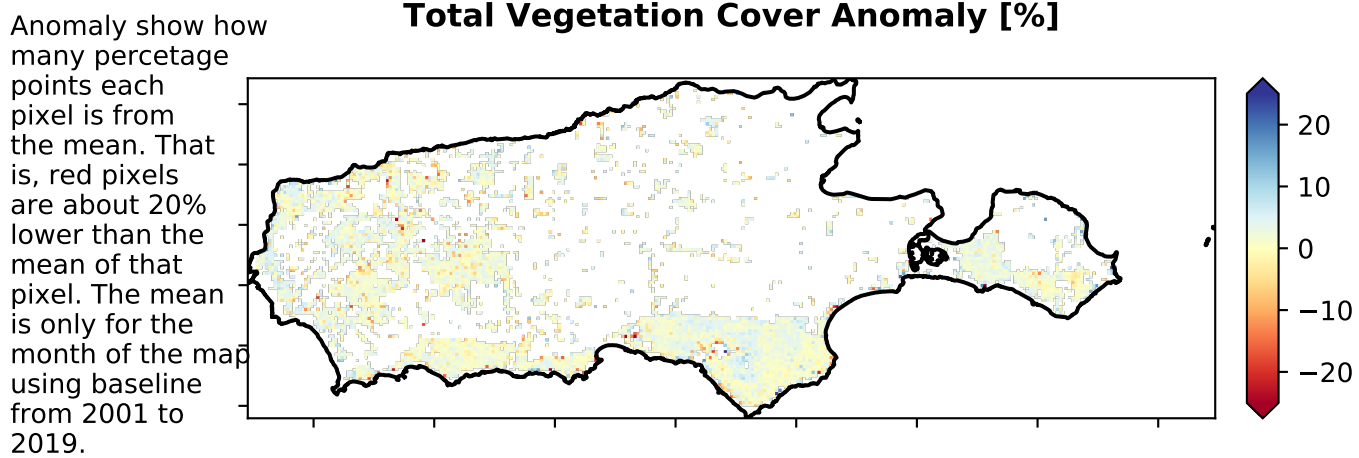 Total Vegetation Cover Anomaly [%]
Anomaly show how
many percetage
points each
pixel is from
the mean. That
is, red pixels
are about 20%
lower than the
mean of that
pixel. The mean
is only for the
month of the map
using baseline
from 2001 to
2019.
20
10
0
−10
−20